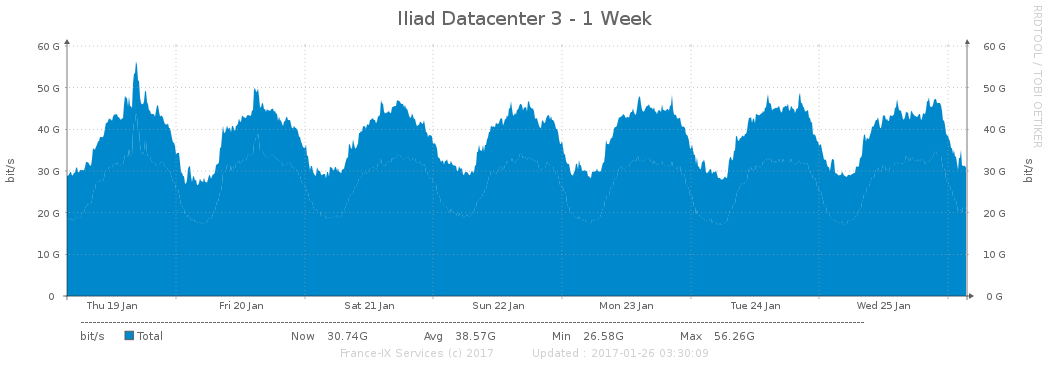 Iliad Datacenter 3 - 1 Week
RRDTOOL / TOBI OETIKER
60 G 60 G
50 G 50 G
40 G 40 G
30 G 30 G
20 G 20 G
10 G 10 G
0 0 G
bit/s
bit/s
Thu 19 Jan Fri 20 Jan Sat 21 Jan Sun 22 Jan Mon 23 Jan Tue 24 Jan Wed 25 Jan
bit/s Total Now 30.74G Avg 38.57G Min 26.58G Max 56.26G
France-IX Services (c) 2017 Updated : 2017-01-26 03:30:09